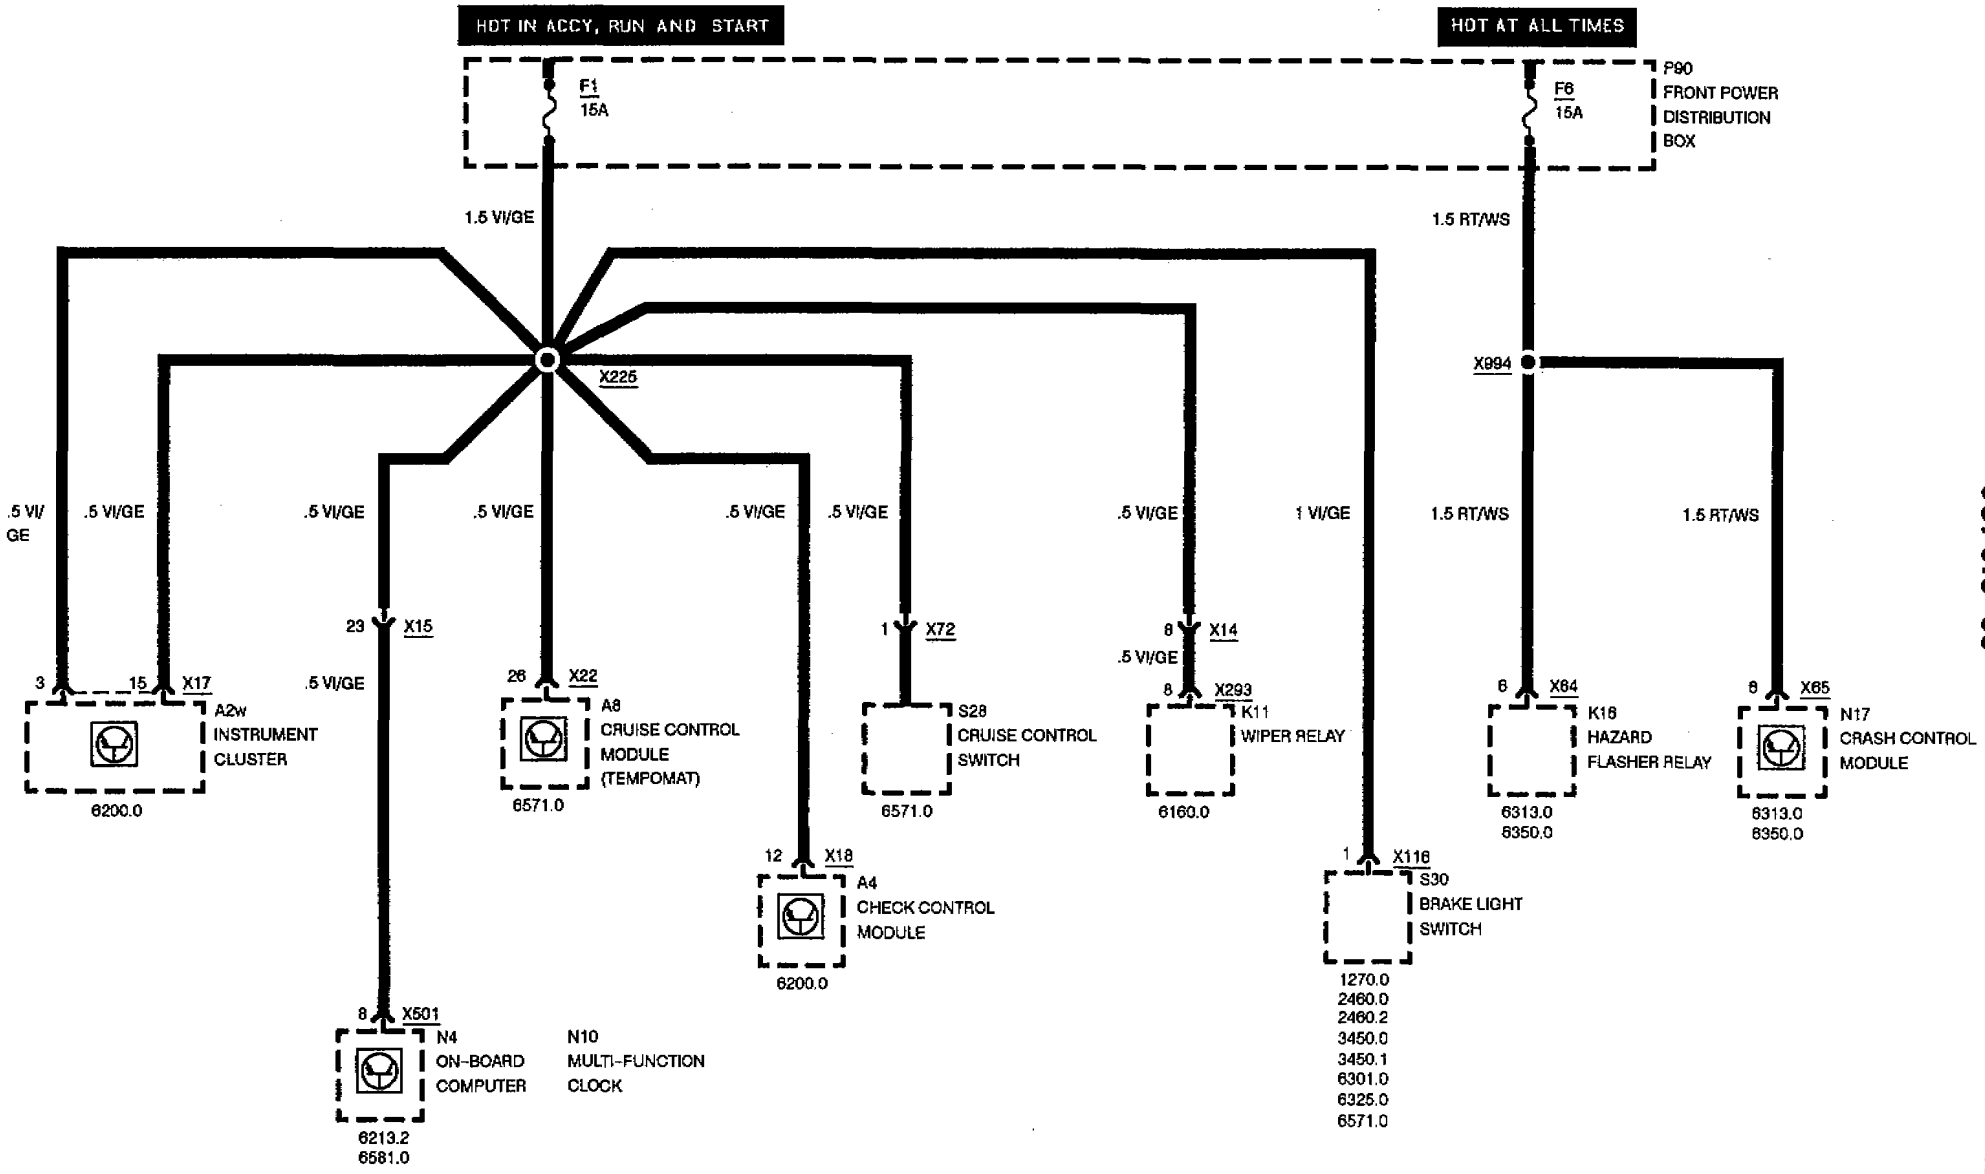 HOT IN ACCY, RUN AND START
HOT AT ALL TIMES
F1
15A
F6
15A
P90
FRONT POWER
DISTRIBUTION
BOX
1.5 VI/GE
1.5 RT/WS
X225
X994
.5 VI/
GE
.5 VI/GE
.5 VI/GE
.5 VI/GE
.5 VI/GE
.5 VI/GE
.5 VI/GE
1 VI/GE
1.5 RT/WS
1.5 RT/WS
23 X15
1 X72
8 X14
.5 VI/GE
.5 VI/GE
3
15 X17
26 X22
8 X293
6 X64
6 X65
A2w
INSTRUMENT
CLUSTER
6200.0
A8
CRUISE CONTROL
MODULE
(TEMPOMAT)
6571.0
S28
CRUISE CONTROL
SWITCH
6571.0
K11
WIPER RELAY
6160.0
K16
HAZARD
FLASHER RELAY
6313.0
6350.0
N17
CRASH CONTROL
MODULE
6313.0
6350.0
12 X18
A4
CHECK CONTROL
MODULE
6200.0
1 X116
S30
BRAKE LIGHT
SWITCH
1270.0
2460.0
2460.2
3450.0
3450.1
6301.0
6325.0
6571.0
8 X501
N4
ON-BOARD
COMPUTER
N10
MULTI-FUNCTION
CLOCK
6213.2
6581.0